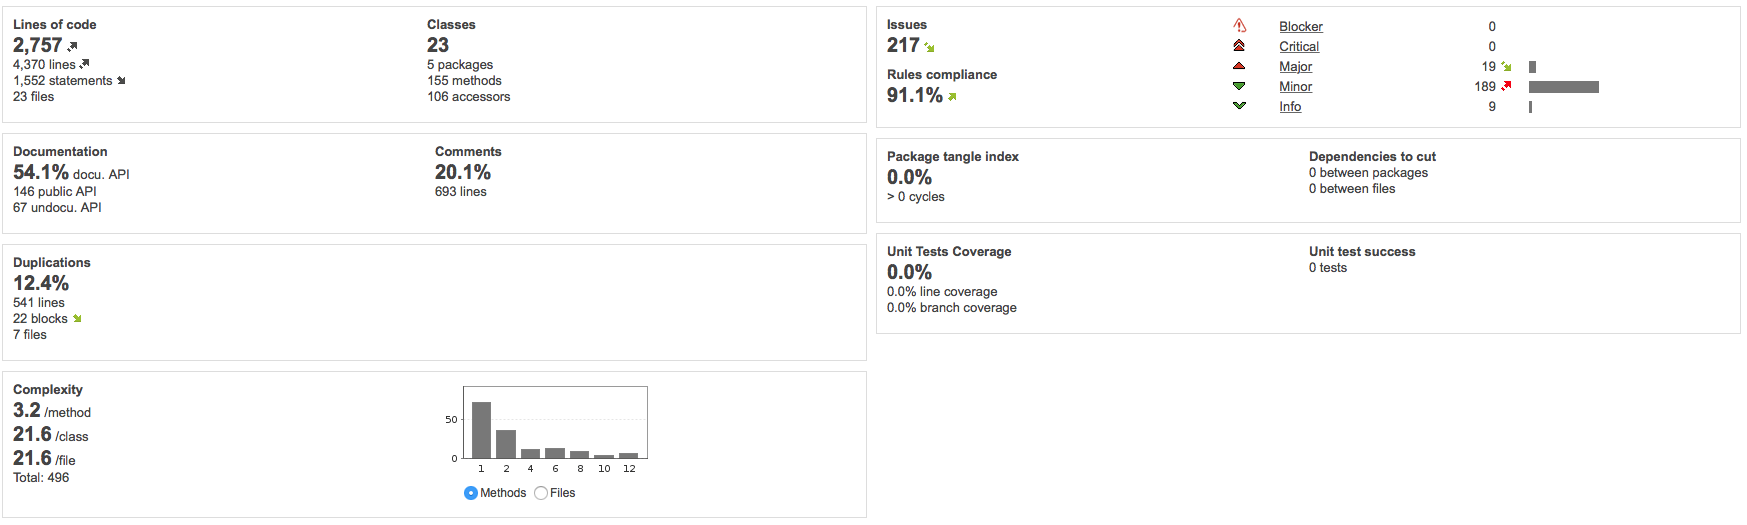 Lines of code
2,757
4,370 lines
1,552 statements
23 files
Classes
23
5 packages
155 methods
106 accessors
Documentation
54.1% docu. API
146 public API
67 undocu. API
Comments
20.1%
693 lines
Duplications
12.4%
541 lines
22 blocks
7 files
Complexity
3.2 /method
21.6 /class
21.6 /file
Total: 496
50
0
1 2 4 6 8 10 12
Methods Files
Issues
217
Rules compliance
91.1%
Blocker 0
Critical 0
Major 19
Minor 189
Info 9
Package tangle index
0.0%
> 0 cycles
Dependencies to cut
0 between packages
0 between files
Unit Tests Coverage
0.0%
0.0% line coverage
0.0% branch coverage
Unit test success
0 tests